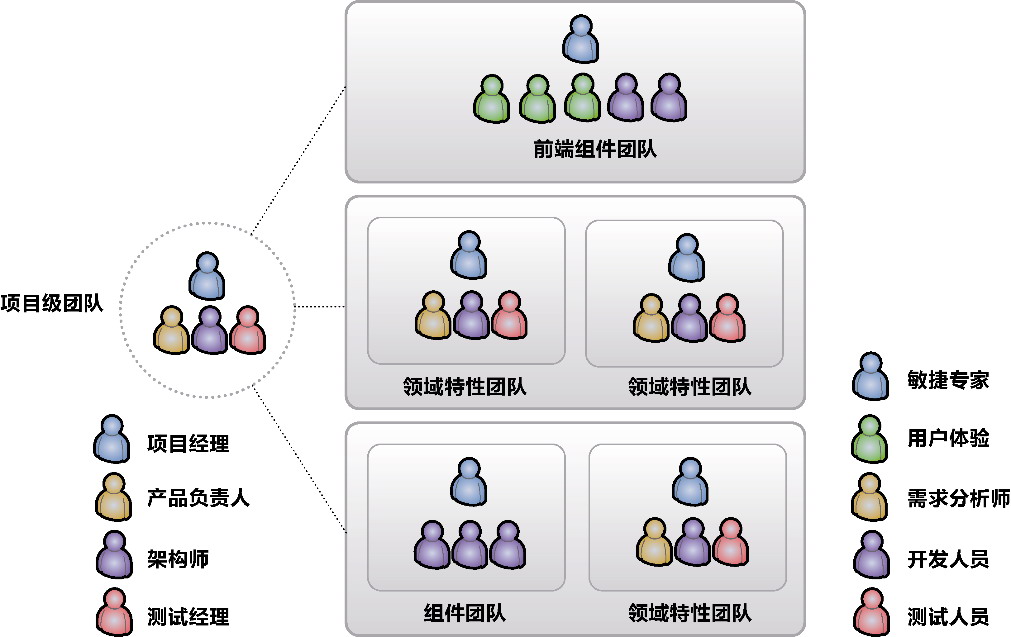 前端组件团队
项目级团队
领域特性团队
领域特性团队
组件团队
领域特性团队
项目经理
产品负责人
架构师
测试经理
敏捷专家
用户体验
需求分析师
开发人员
测试人员